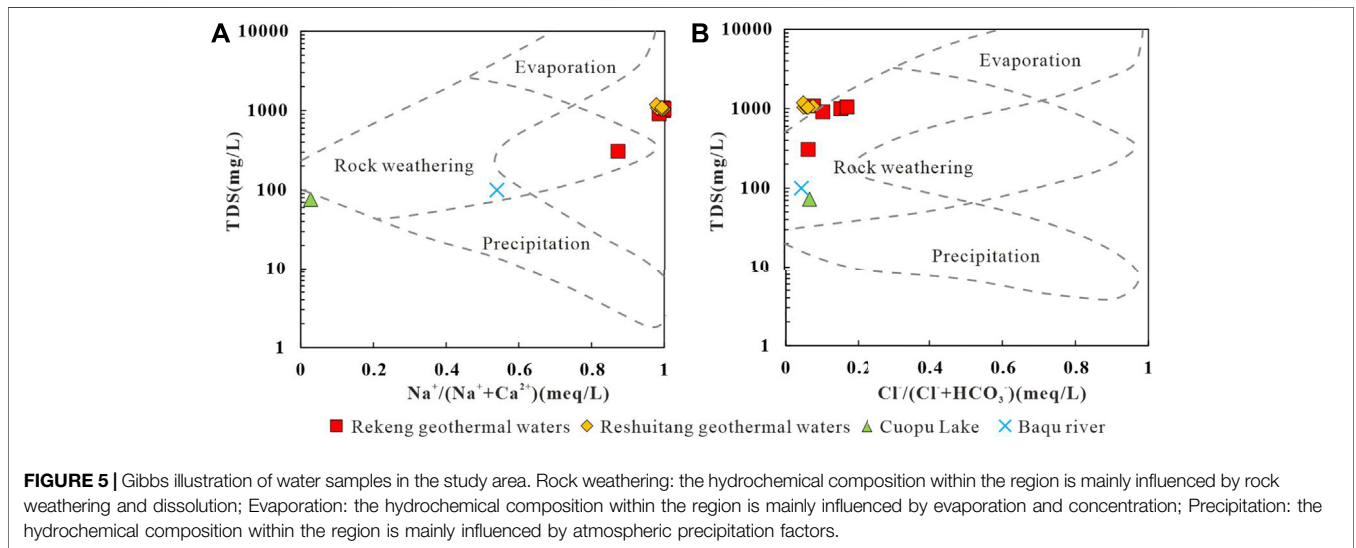 A
B
10000
1000
100
10
1
TDS(mg/L)
Evaporation
Rock weathering
Precipitation
0 0.2 0.4 0.6 0.8 1
Na⁺/(Na⁺+Ca²⁺)(meq/L)
10000
1000
100
10
1
TDS(mg/L)
Evaporation
Rock weathering
Precipitation
0 0.2 0.4 0.6 0.8 1
Cl⁻/(Cl⁻+HCO₃⁻)(meq/L)
Rekeng geothermal waters Reshuitang geothermal waters Cuopu Lake Baqu river
FIGURE 5 | Gibbs illustration of water samples in the study area. Rock weathering: the hydrochemical composition within the region is mainly influenced by rock
weathering and dissolution; Evaporation: the hydrochemical composition within the region is mainly influenced by evaporation and concentration; Precipitation: the
hydrochemical composition within the region is mainly influenced by atmospheric precipitation factors.